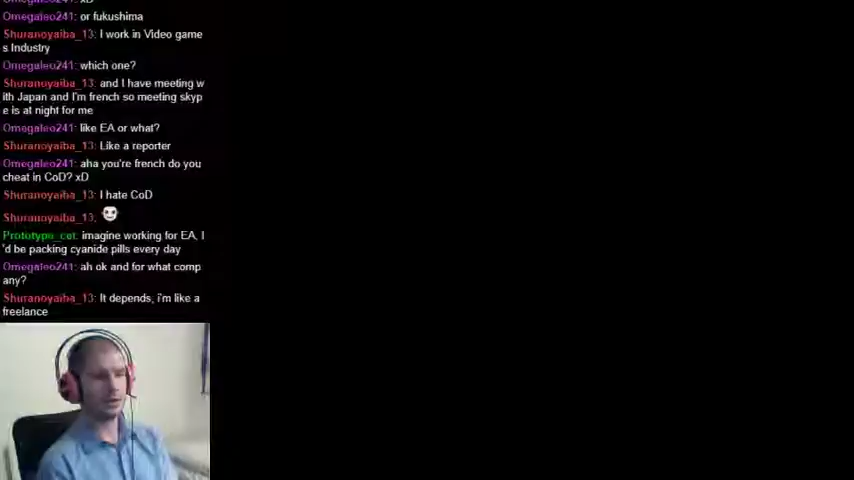 Omegaleo241: xD
Omegaleo241: or fukushima
Shuranoyaiba_13: I work in Video game
s Industry
Omegaleo241: which one?
Shuranoyaiba_13: and I have meeting w
ith Japan and I'm french so meeting skyp
e is at night for me
Omegaleo241: like EA or what?
Shuranoyaiba_13: Like a reporter
Omegaleo241: aha you're french do you
cheat in CoD? xD
Shuranoyaiba_13: I hate CoD
Shuranoyaiba_13:
Prototype_cat: imagine working for EA, I
'd be packing cyanide pills every day
Omegaleo241: ah ok and for what comp
any?
Shuranoyaiba_13: It depends, i'm like a
freelance